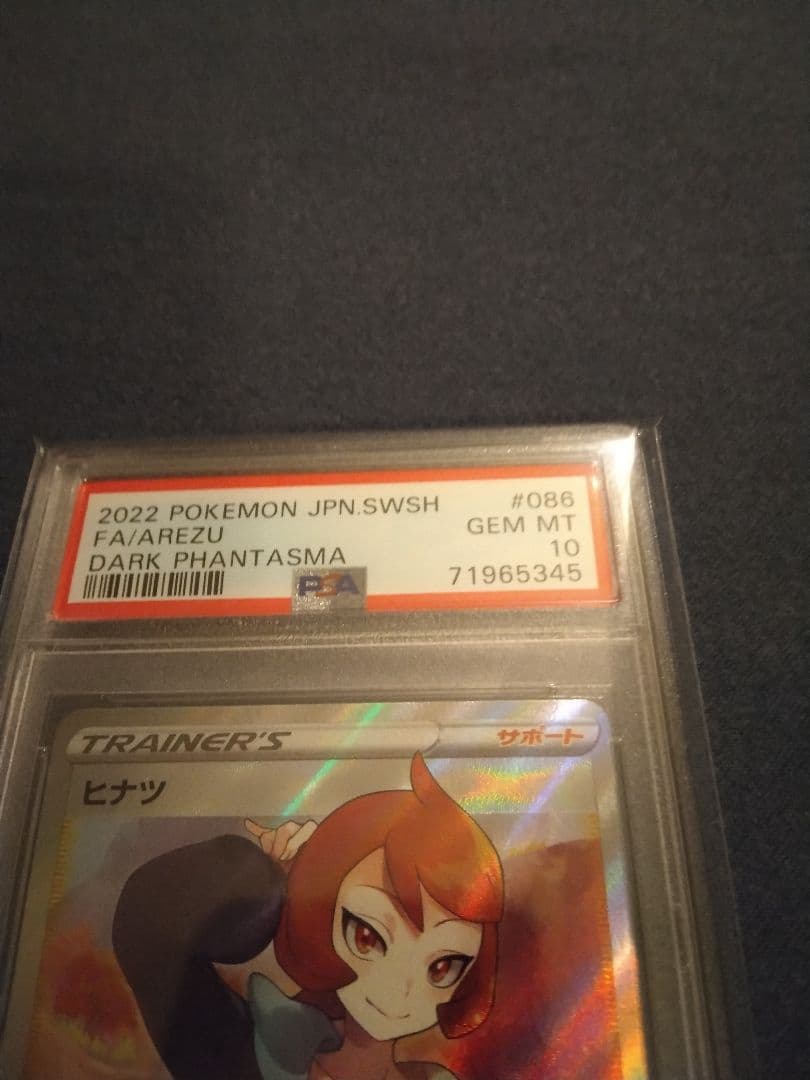 2022 POKEMON JPN.SWSH #086
FA/AREZU GEM MT
DARK PHANTASMA 10
PSA 71965345
TRAINER'S サポート
ヒナツ